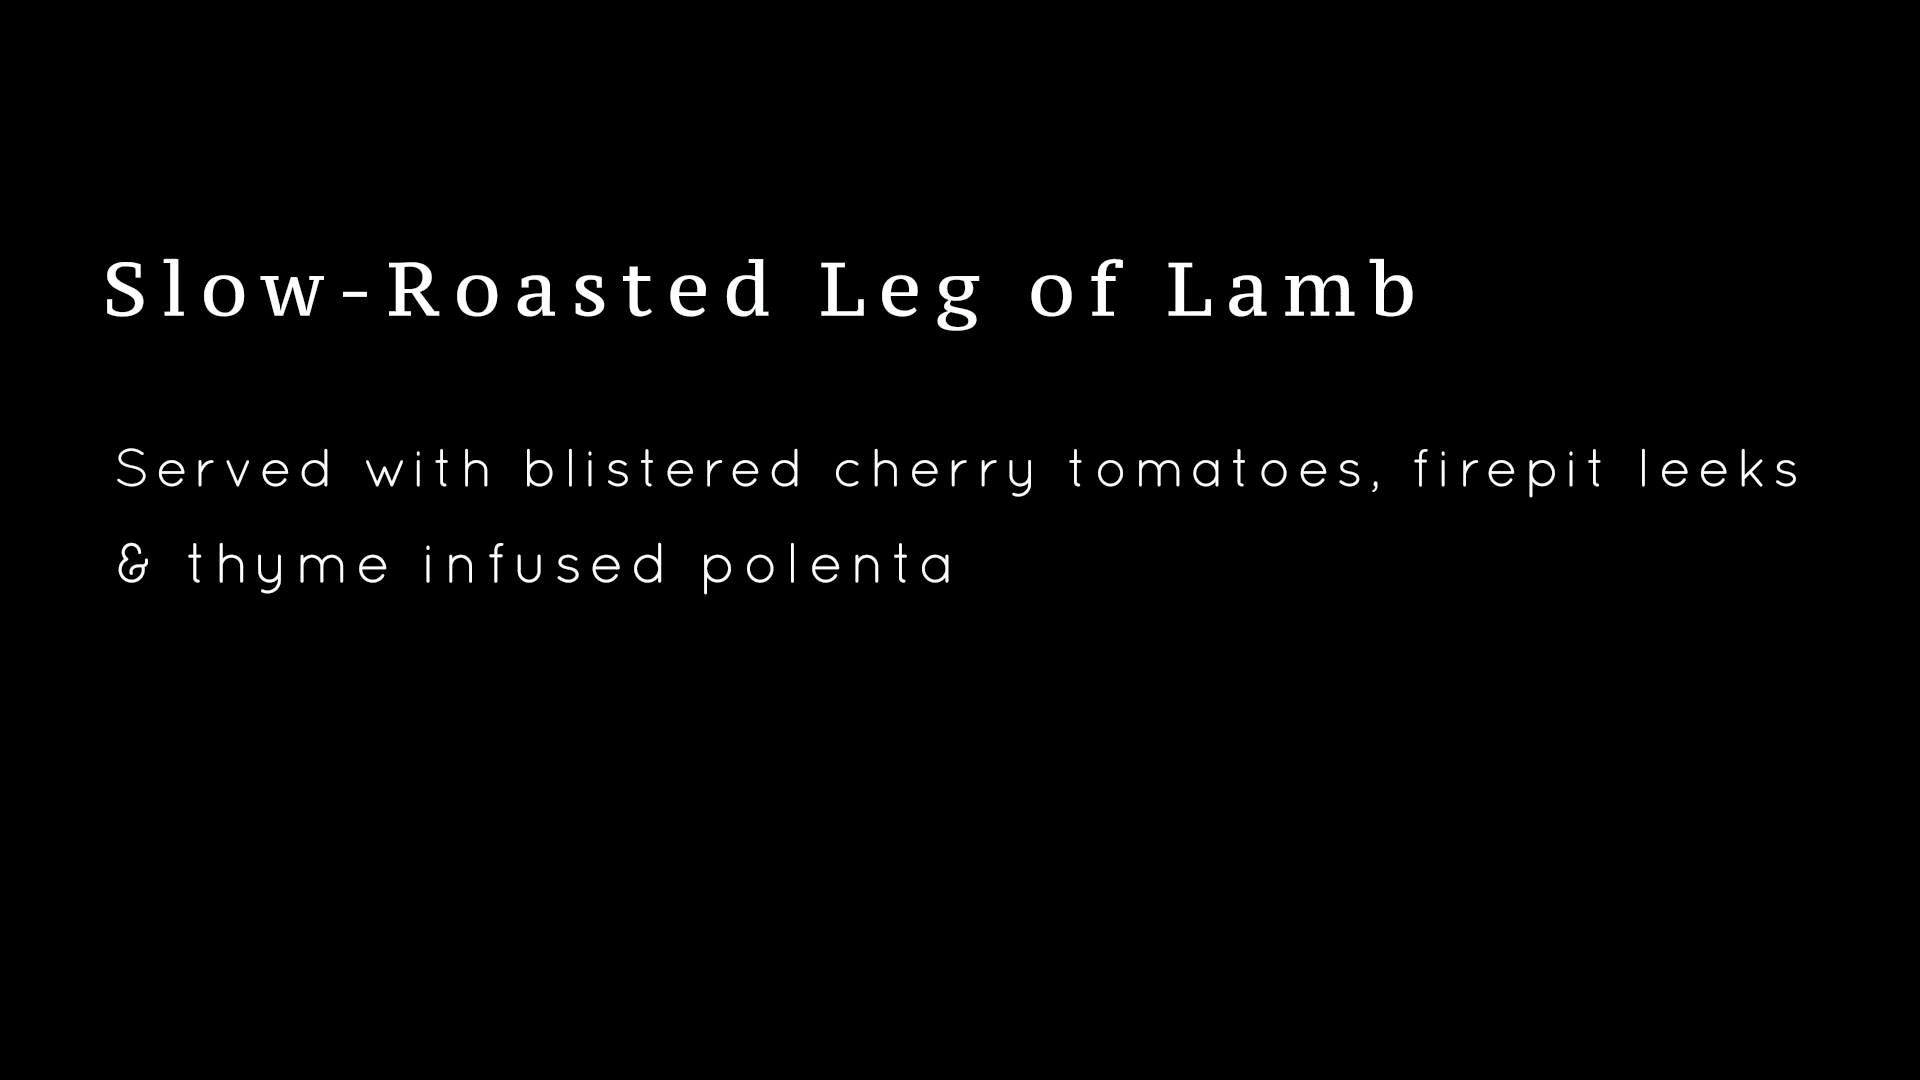 Slow-Roasted Leg of Lamb
Served with blistered cherry tomatoes, firepit leeks
& thyme infused polenta